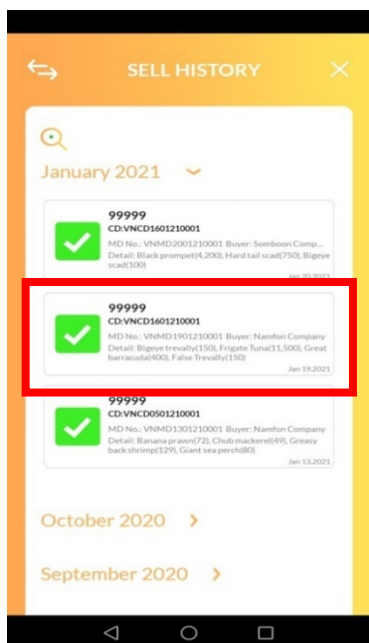 SELL HISTORY
January 2021
99999
CD:VNCD1601210001
MD No.: VNMD2001210001 Buyer: Somboon Comp...
Detail: Black prompet(4,200), Hard tail scad(750), Bigeye
scad(100)
Jan 20,2021
99999
CD:VNCD1601210001
MD No.: VNMD1901210001 Buyer: Namfon Company
Detail: Bigeye trevally(150), Frigate Tuna(11,500), Great
barracuda(400), False Trevally(150)
Jan 19,2021
99999
CD:VNCD0501210001
MD No.: VNMD1301210001 Buyer: Namfon Company
Detail: Banana prawn(72), Chub mackerel(49), Greasy
back shrimp(129), Giant sea perch(80)
Jan 13,2021
October 2020
September 2020